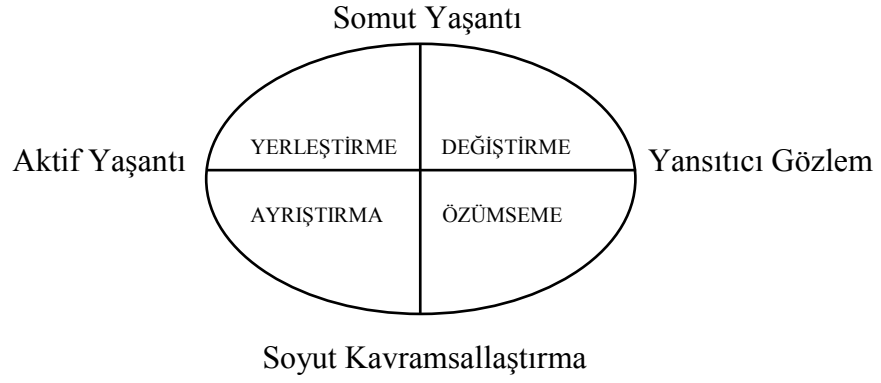 Somut Yaşantı
YERLEŞTİRME DEĞİŞTİRME
Aktif Yaşantı Yansıtıcı Gözlem
AYRIŞTIRMA ÖZÜMSEME
Soyut Kavramsallaştırma